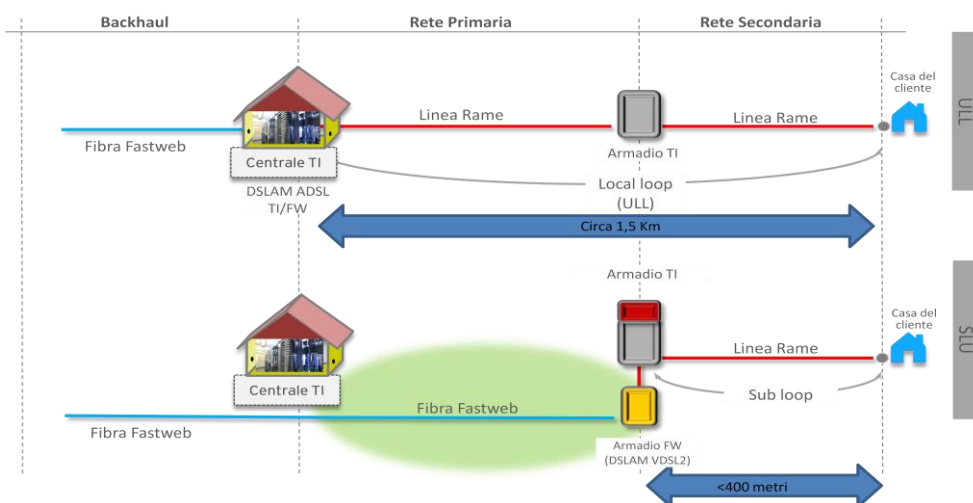 Backhaul
Rete Primaria
Rete Secondaria
Casa del
cliente
ULL
Linea Rame
Linea Rame
Fibra Fastweb
Centrale TI
Armadio TI
DSLAM ADSL
TI/FW
Local loop
(ULL)
Circa 1,5 Km
Armadio TI
Casa del
cliente
SLU
Linea Rame
Centrale TI
Sub loop
Fibra Fastweb
Fibra Fastweb
Armadio FW
(DSLAM VDSL2)
<400 metri